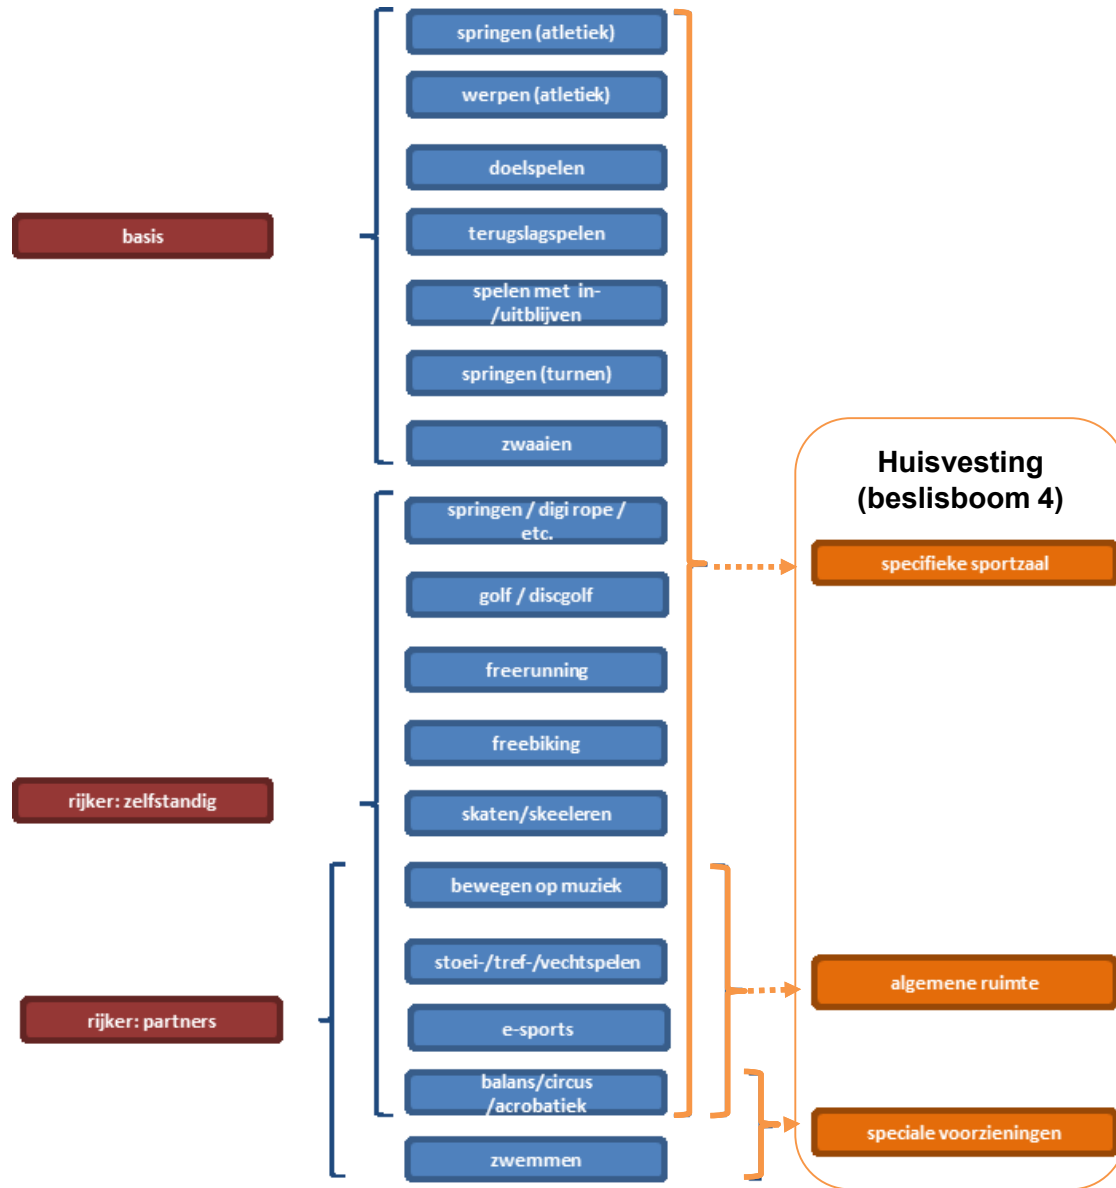 springen (atletiek)
werpen (atletiek)
doelspelen
basis
terugslagspelen
spelen met in-
/uitblijven
springen (turnen)
zwaaien
springen / digi rope /
etc.
golf / discgolf
freerunning
freebiking
rijker: zelfstandig
skaten/skeeleren
bewegen op muziek
stoei-/tref-/vechtspelen
rijker: partners
e-sports
balans/circus
/acrobatiek
zwemmen
Huisvesting
(beslisboom 4)
specifieke sportzaal
algemene ruimte
speciale voorzieningen